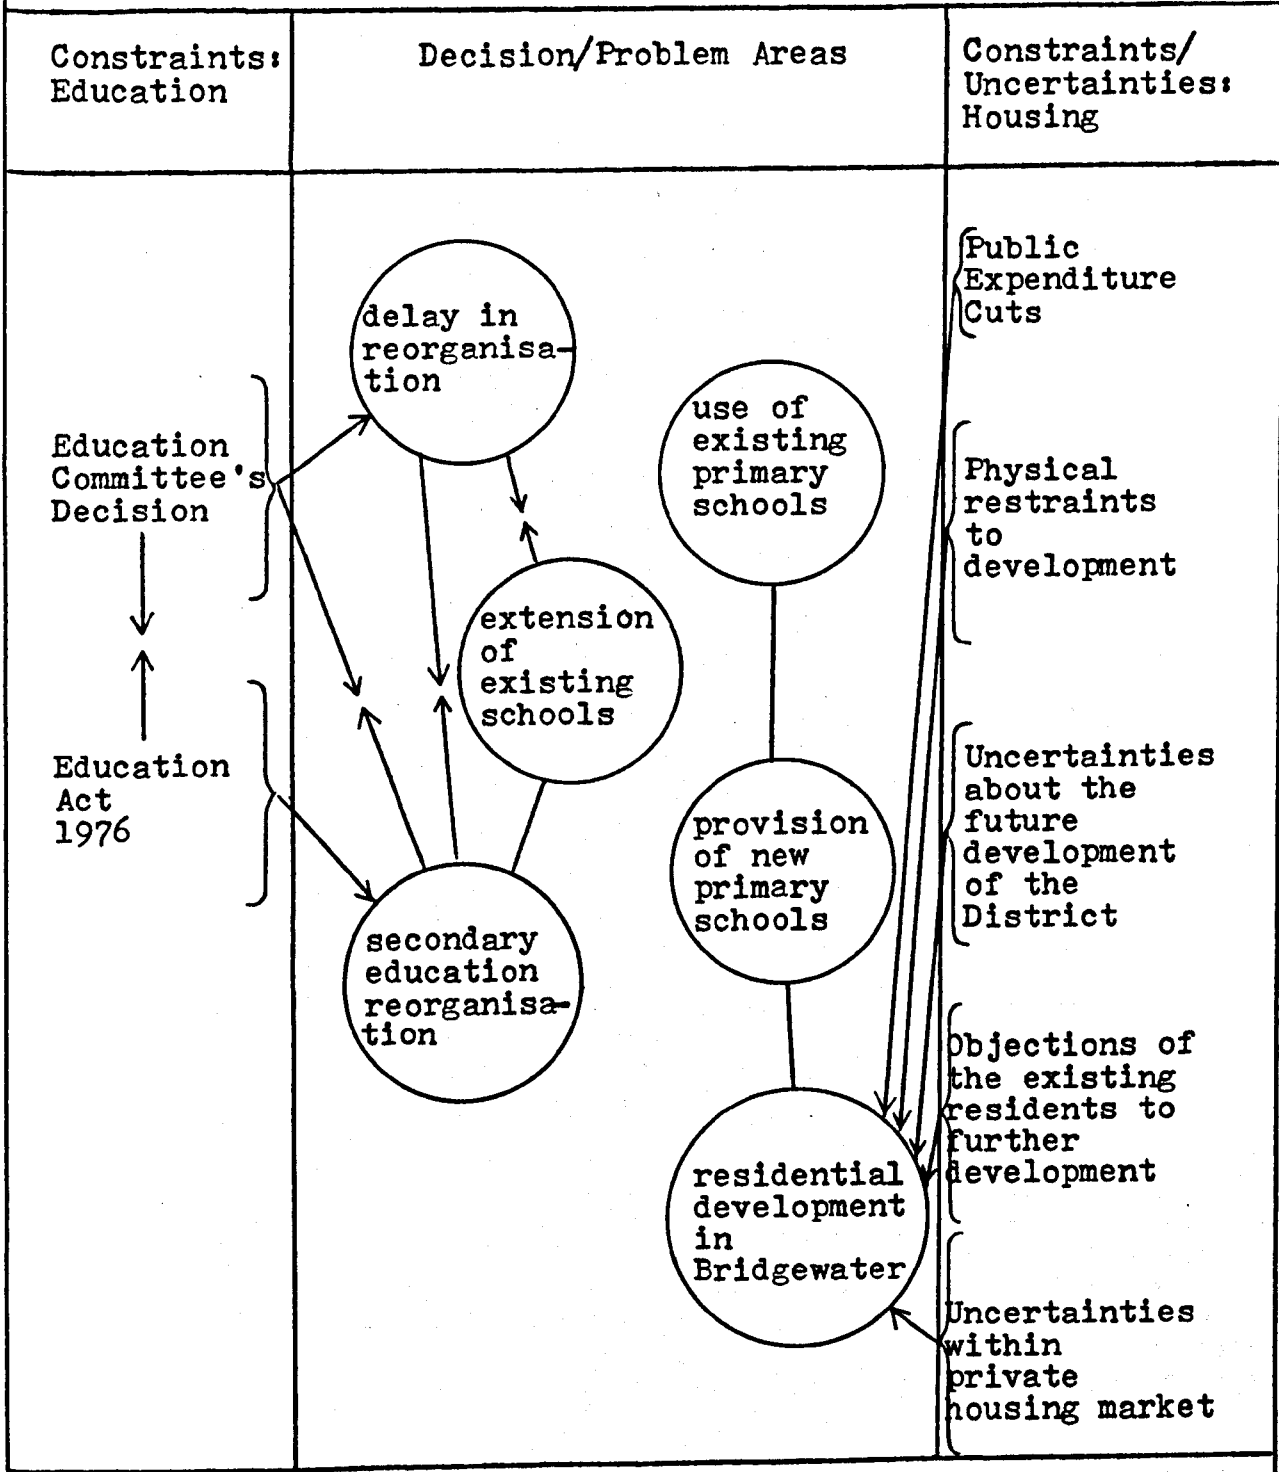 Constraints:
Education
Decision/Problem Areas
Constraints/
Uncertainties:
Housing
Education
Committee's
Decision
Education
Act
1976
delay in
reorganisa-
tion
extension
of
existing
schools
secondary
education
reorganisa-
tion
use of
existing
primary
schools
provision
of new
primary
schools
residential
development
in
Bridgewater
Public
Expenditure
Cuts
Physical
restraints
to
development
Uncertainties
about the
future
development
of the
District
Objections of
the existing
residents to
further
development
Uncertainties
within
private
housing market